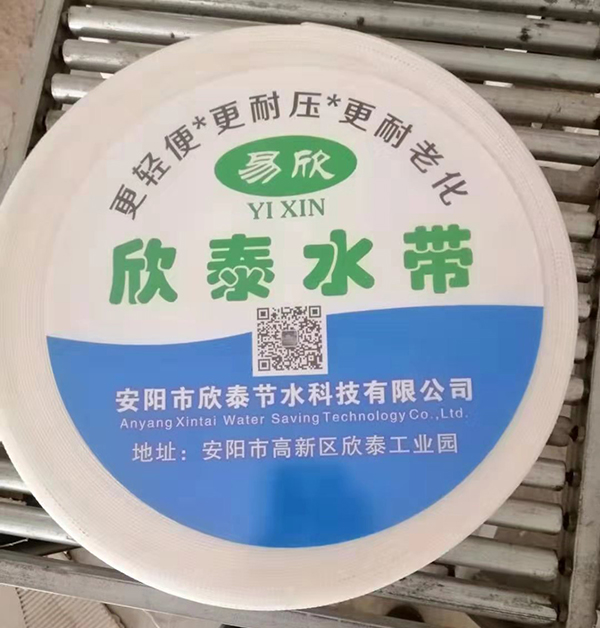 更轻便*更耐压*更耐老化
易欣
YI XIN
欣泰水带
安阳市欣泰节水科技有限公司
Anyang Xintai Water Saving Technology Co.,Ltd.
地址：安阳市高新区欣泰工业园